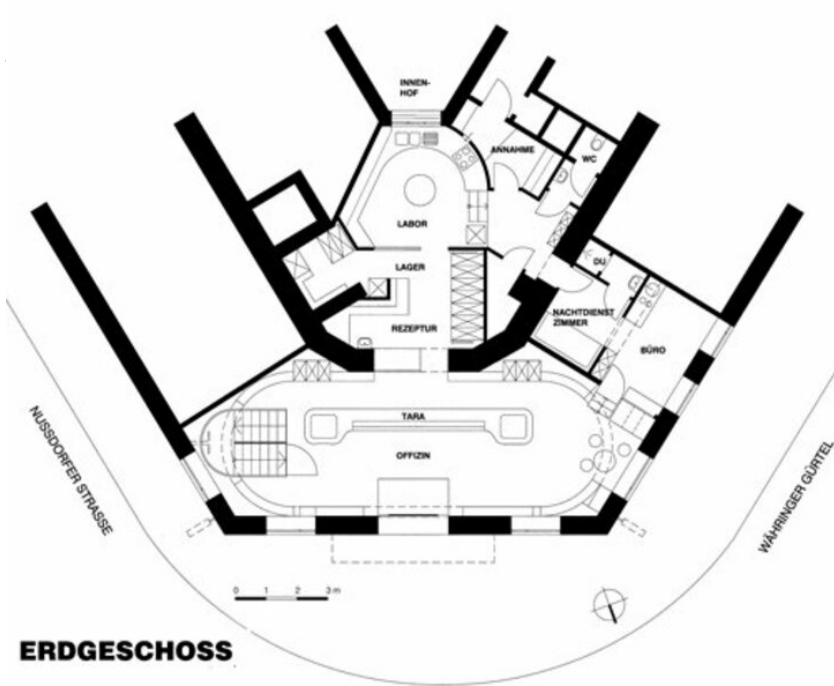 INNEN-
HOF
ANNAHME
WC
LABOR
LAGER
DU
NACHTDIENST
ZIMMER
REZEPTUR
BÜRO
TARA
OFFIZIN
NUSSDORFER STRASSE
WÄHRINGER GÜRTEL
0 1 2 3 m
ERDGESCHOSS